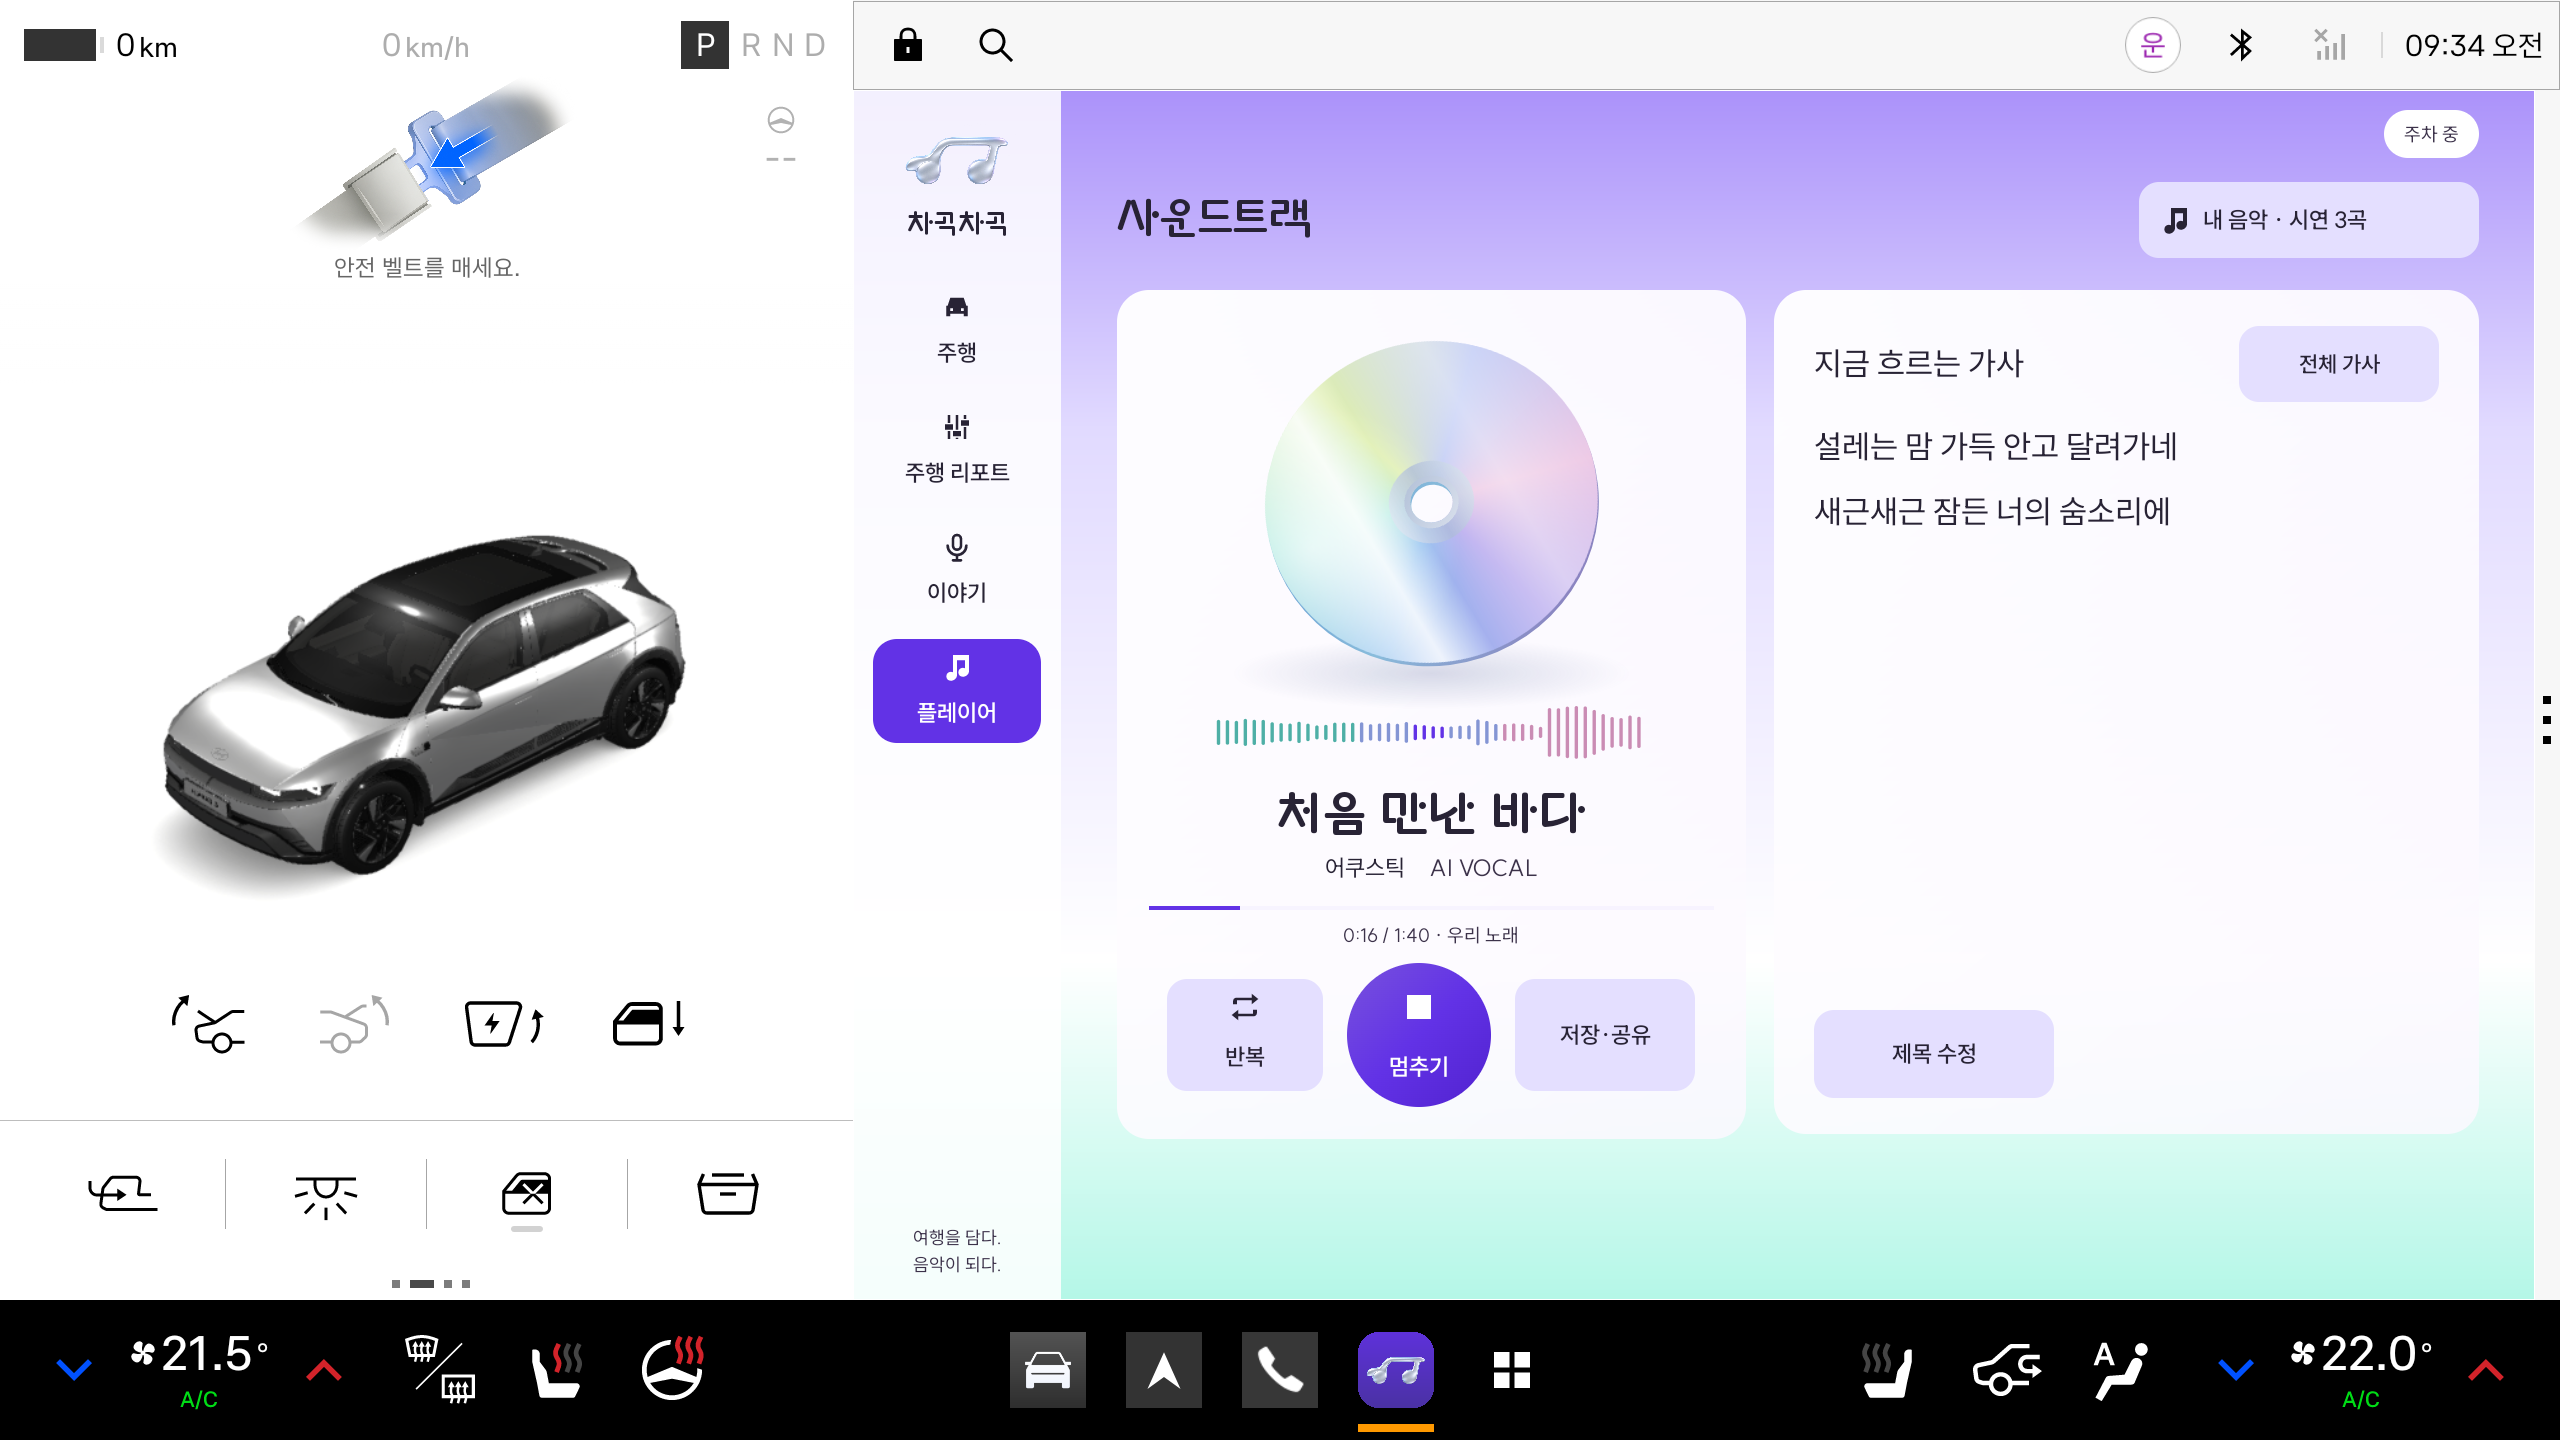 0 km
0 km/h
P R N D
운
09:34 오전
안전 벨트를 매세요.
차곡차곡
주행
주행 리포트
이야기
플레이어
여행을 담다.
음악이 되다.
주차 중
사운드트랙
내 음악 · 시연 3곡
처음 만난 바다
어쿠스틱 AI VOCAL
0:16 / 1:40 · 우리 노래
반복
멈추기
저장·공유
지금 흐르는 가사
전체 가사
설레는 맘 가득 안고 달려가네
새근새근 잠든 너의 숨소리에
제목 수정
21.5°
A/C
A
22.0°
A/C